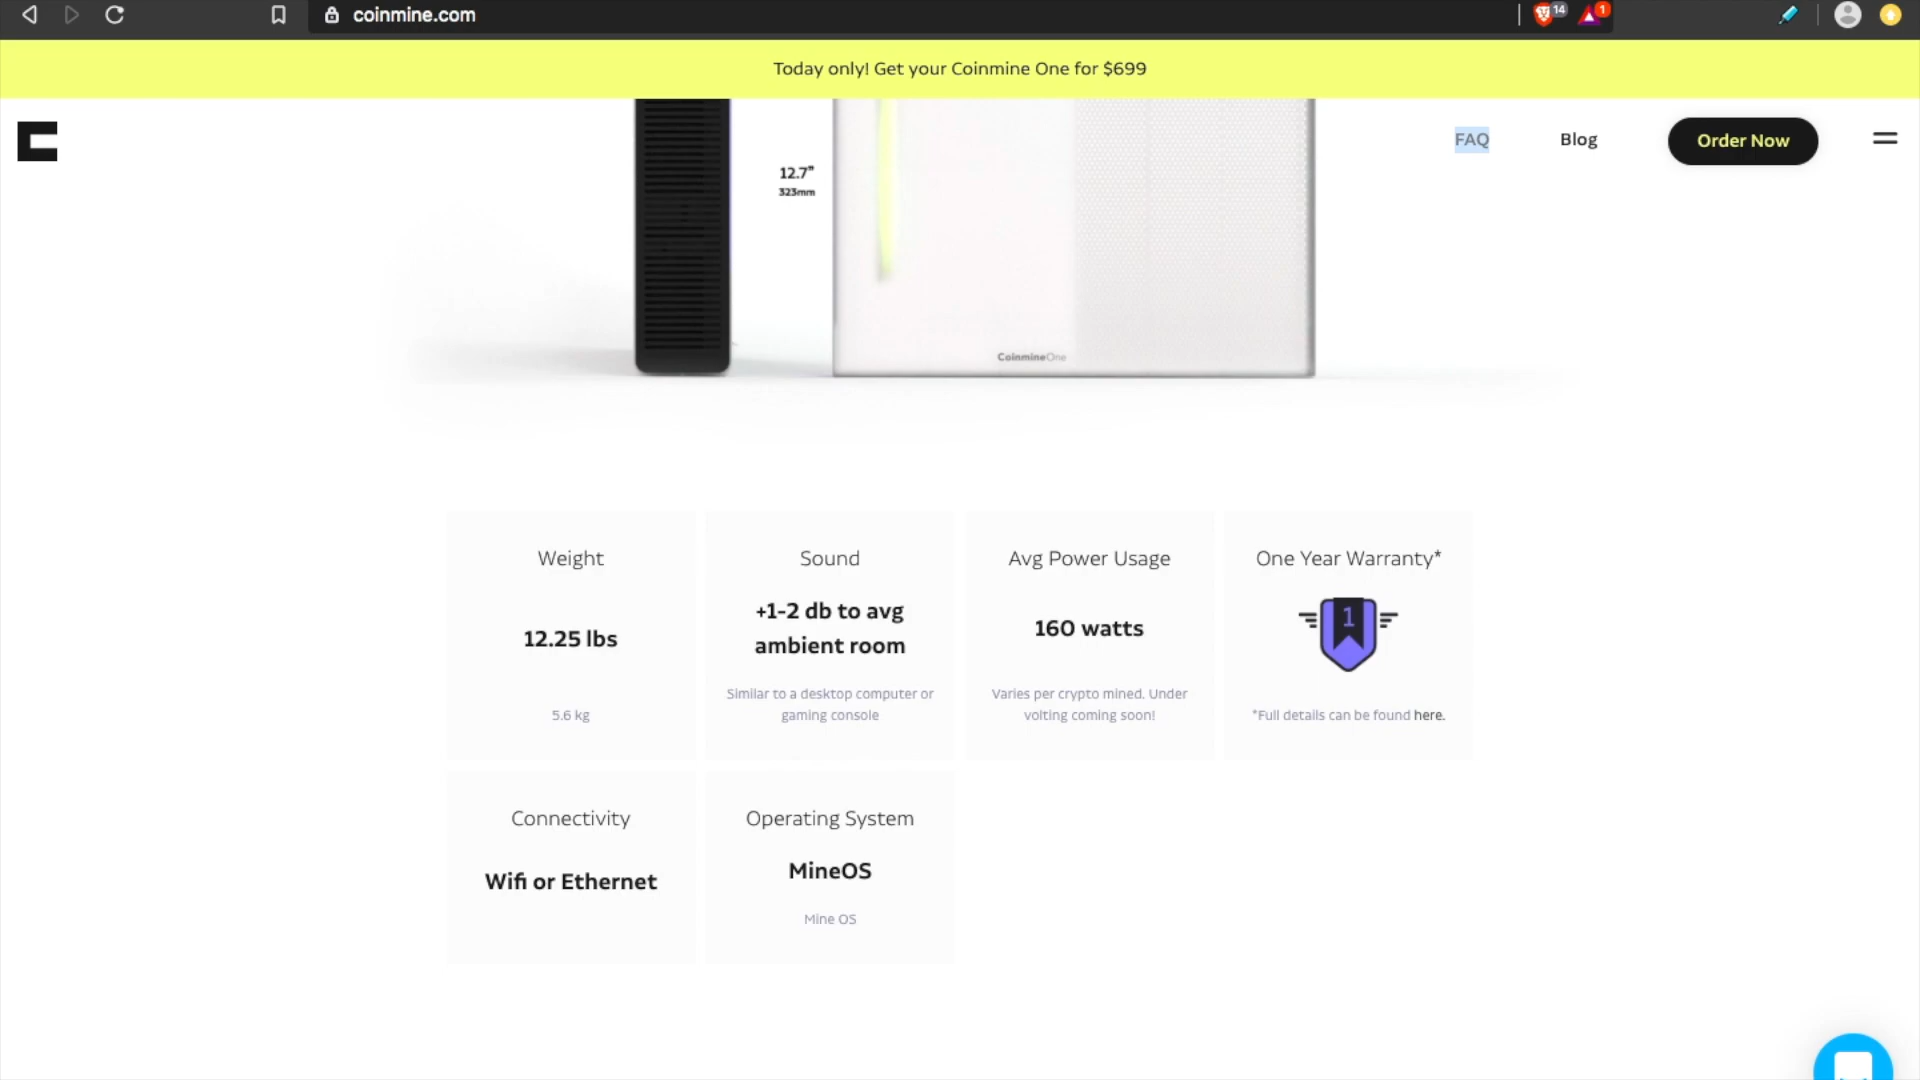 coinmine.com
14
1
Today only! Get your Coinmine One for $699
FAQ
Blog
Order Now
12.7"
323mm
CoinmineOne
Weight
12.25 lbs
5.6 kg
Sound
+1-2 db to avg
ambient room
Similar to a desktop computer or
gaming console
Avg Power Usage
160 watts
Varies per crypto mined. Under
volting coming soon!
One Year Warranty*
1
*Full details can be found here.
Connectivity
Wifi or Ethernet
Operating System
MineOS
Mine OS